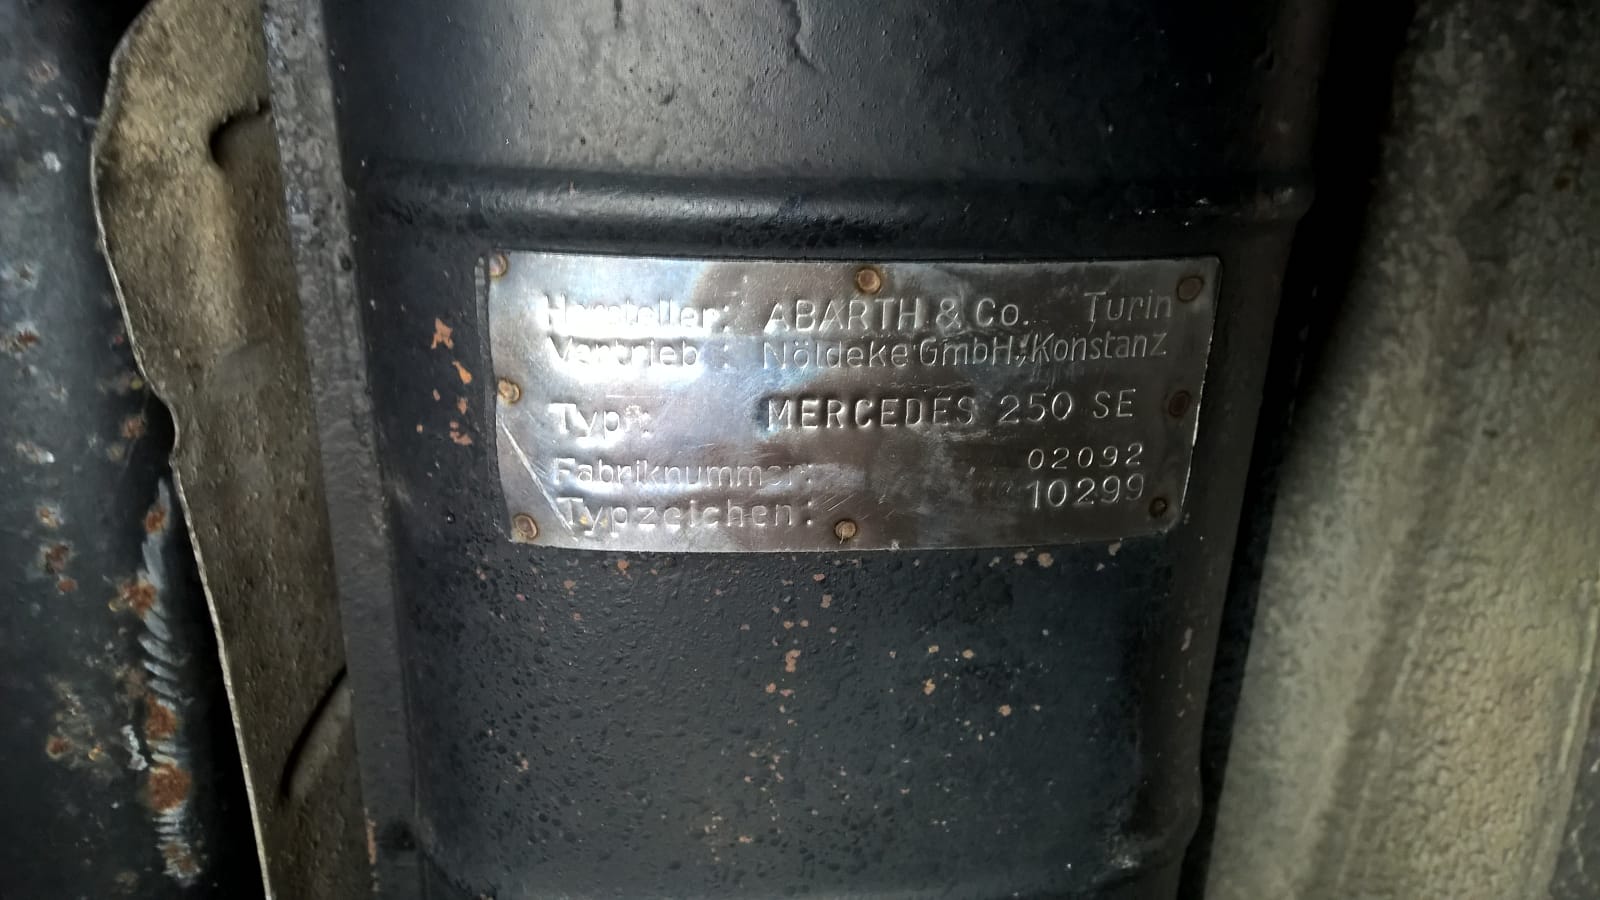 Hersteller: ABARTH & Co. Turin
Vertrieb : Nöldeke GmbH, Konstanz
Typ: MERCEDES 250 SE
Fabriknummer: 02092
Typzeichen: 10299